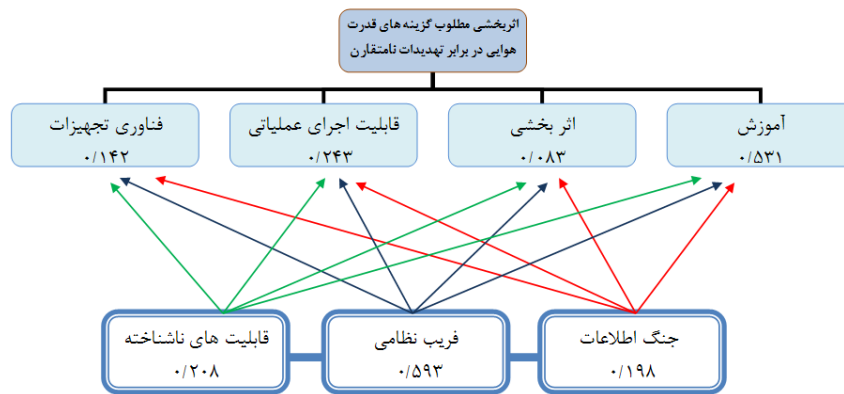 اثربخشی مطلوب گزینه های قدرت
هوایی در برابر تهدیدات نامتقارن
آموزش
۰/۵۳۱
اثر بخشی
۰/۰۸۳
قابلیت اجرای عملیاتی
۰/۲۴۳
فناوری تجهیزات
۰/۱۴۲
جنگ اطلاعات
۰/۱۹۸
فریب نظامی
۰/۵۹۳
قابلیت های ناشناخته
۰/۲۰۸